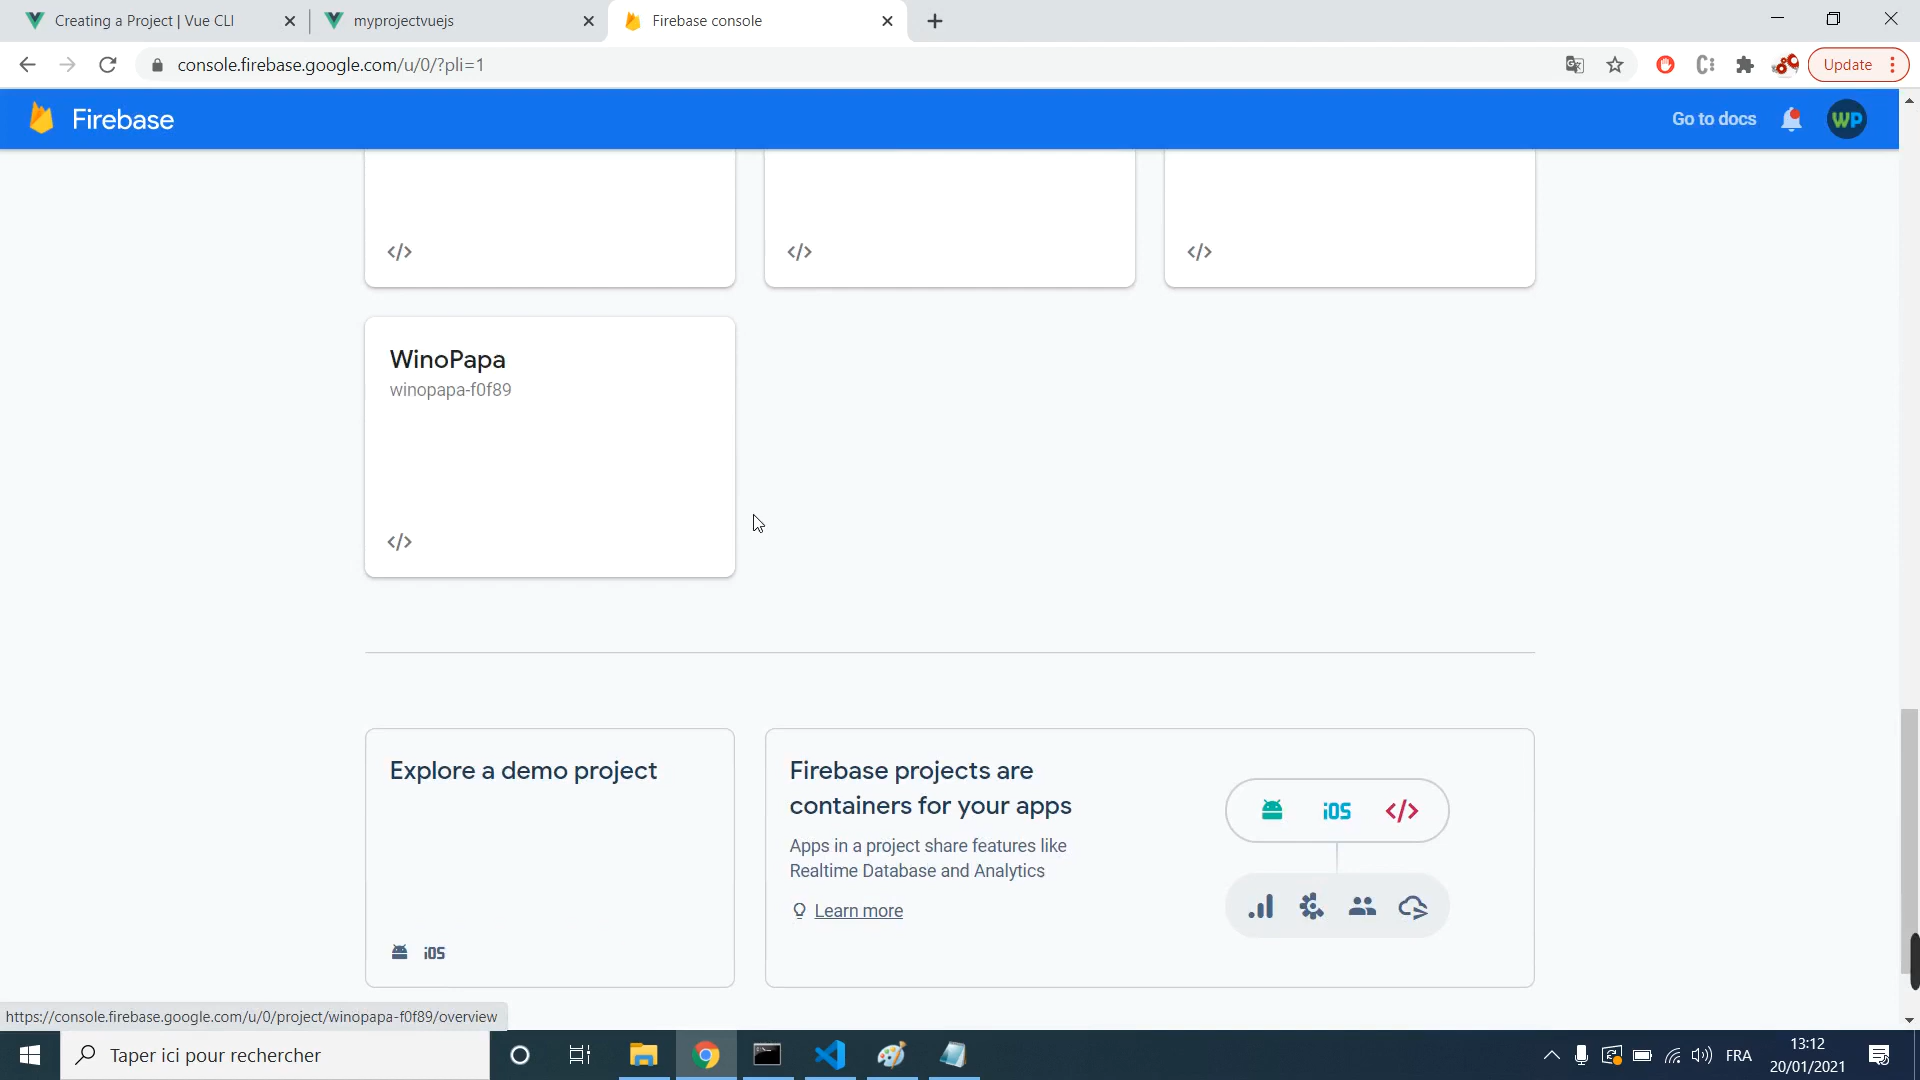 Creating a Project | Vue CLI
myprojectvuejs
Firebase console
console.firebase.google.com/u/0/?pli=1
Update
Firebase
Go to docs
WP
WinoPapa
winopapa-f0f89
Explore a demo project
iOS
Firebase projects are
containers for your apps
Apps in a project share features like
Realtime Database and Analytics
Learn more
iOS
https://console.firebase.google.com/u/0/project/winopapa-f0f89/overview
Taper ici pour rechercher
FRA
13:12
20/01/2021